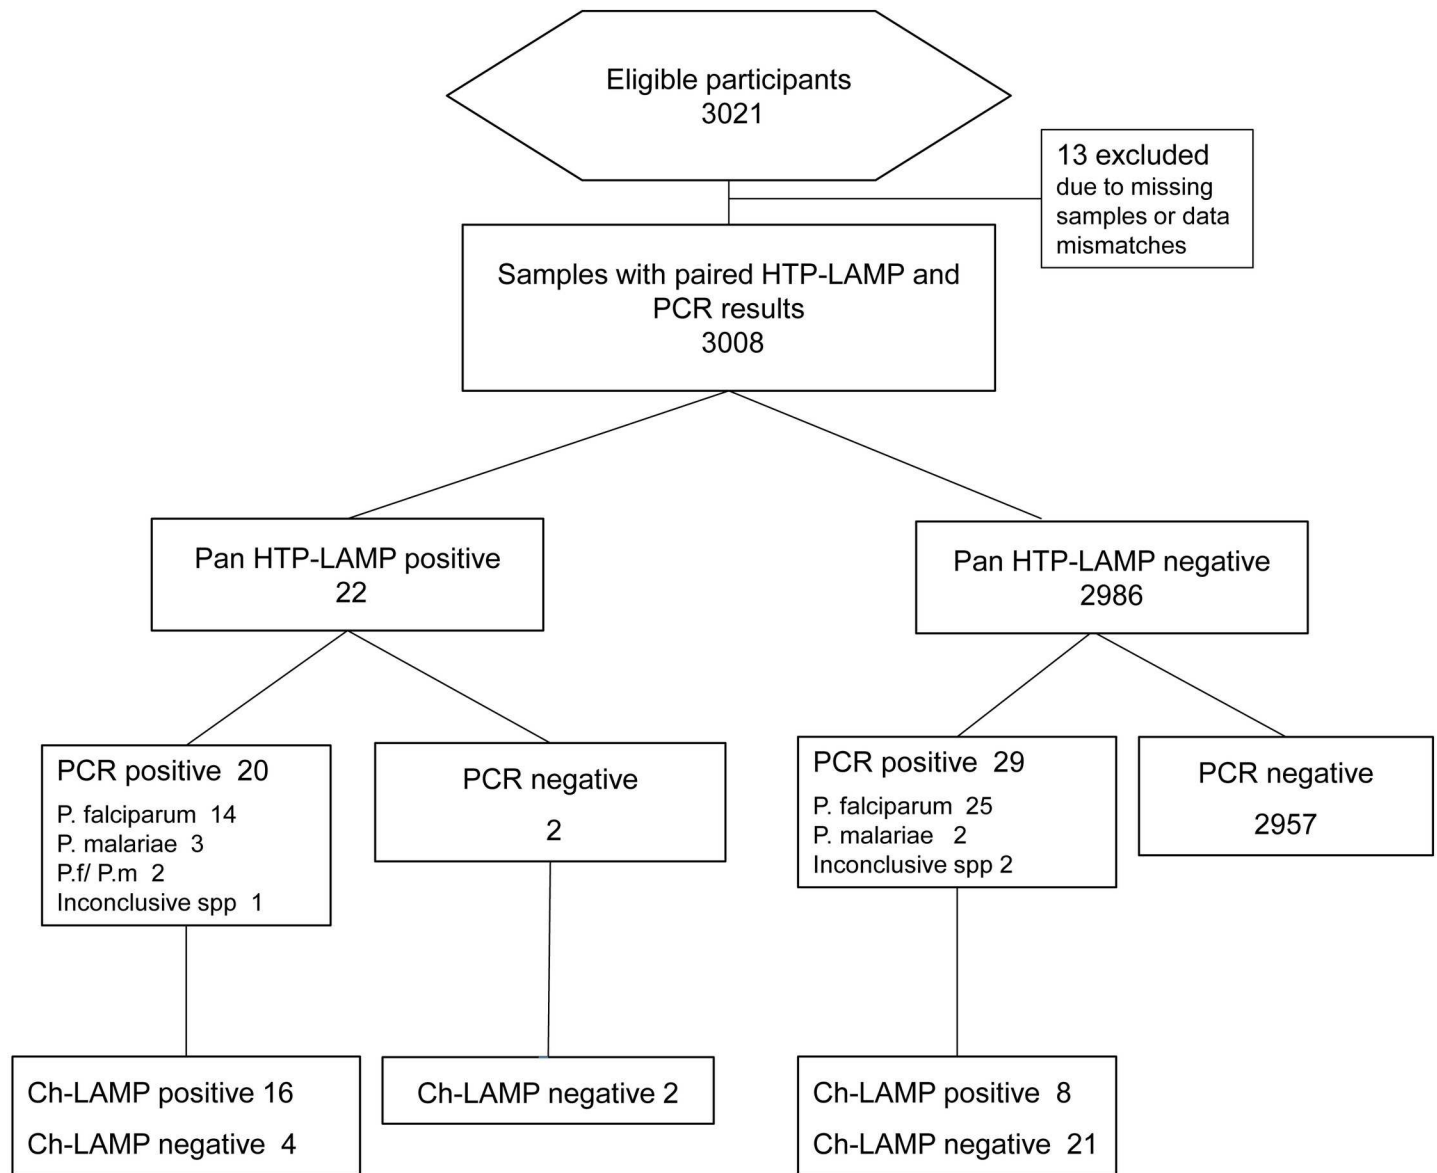 Eligible participants
3021
13 excluded
due to missing
samples or data
mismatches
Samples with paired HTP-LAMP and
PCR results
3008
Pan HTP-LAMP positive
22
Pan HTP-LAMP negative
2986
PCR positive 20
P. falciparum 14
P. malariae 3
P.f/ P.m 2
Inconclusive spp 1
PCR negative
2
PCR positive 29
P. falciparum 25
P. malariae 2
Inconclusive spp 2
PCR negative
2957
Ch-LAMP positive 16
Ch-LAMP negative 4
Ch-LAMP negative 2
Ch-LAMP positive 8
Ch-LAMP negative 21